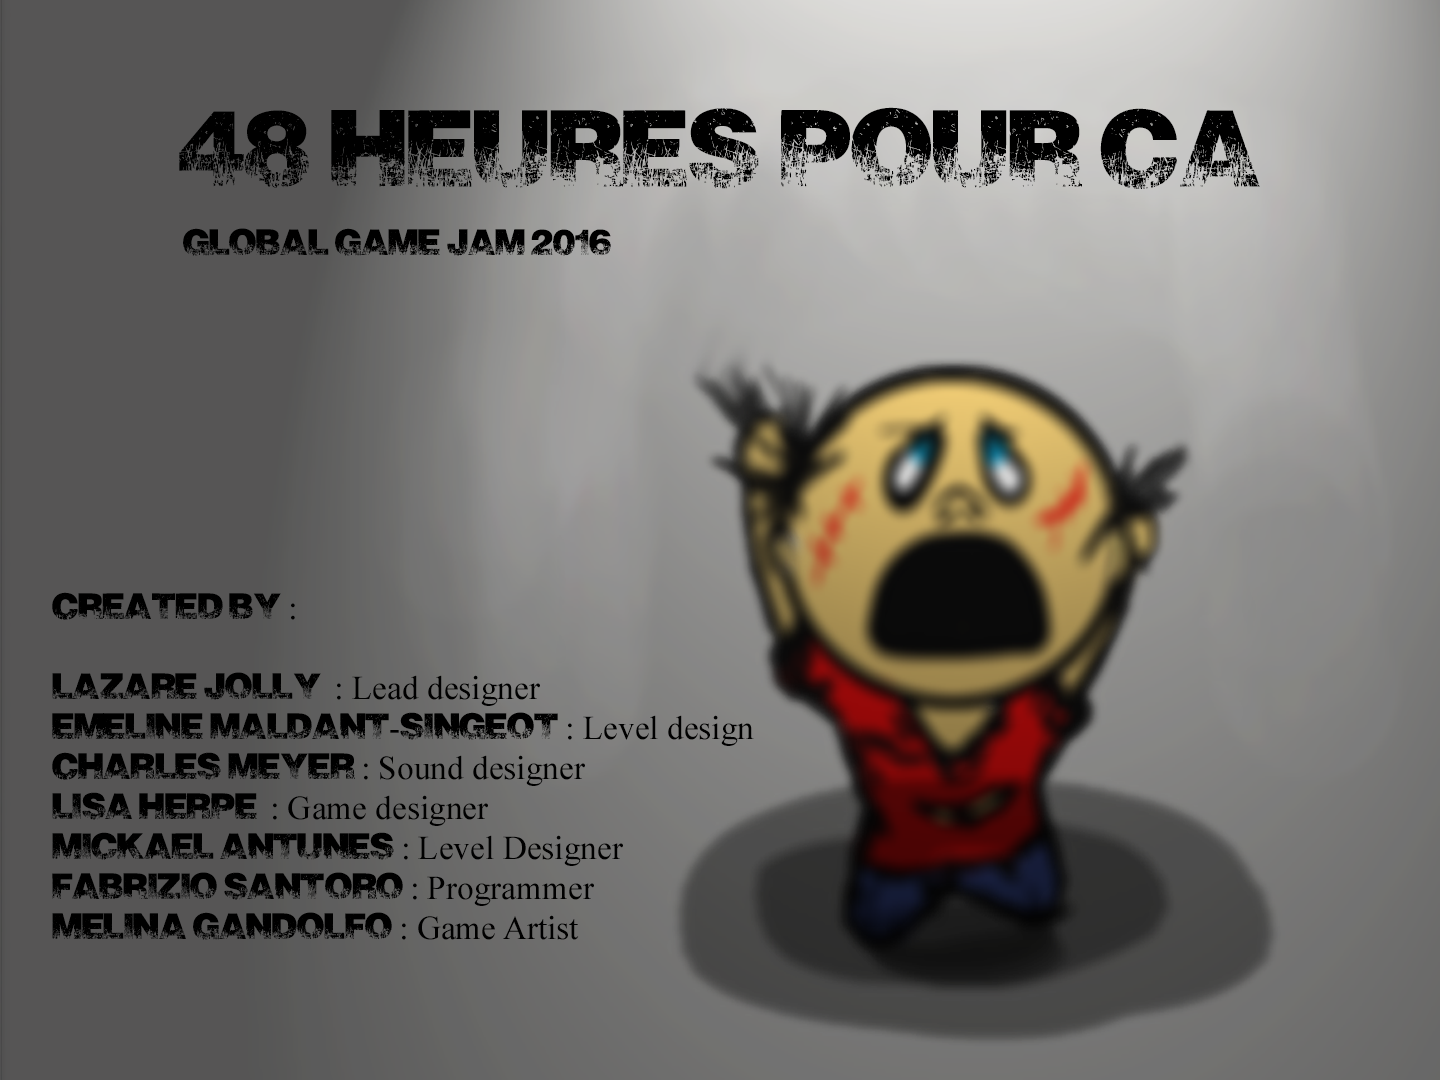 48 HEURES POUR CA
GLOBAL GAME JAM 2016
CREATED BY :
LAZARE JOLLY : Lead designer
EMELINE MALDANT-SINGEOT : Level design
CHARLES MEYER : Sound designer
LISA HERPE : Game designer
MICKAEL ANTUNES : Level Designer
FABRIZIO SANTORO : Programmer
MELINA GANDOLFO : Game Artist